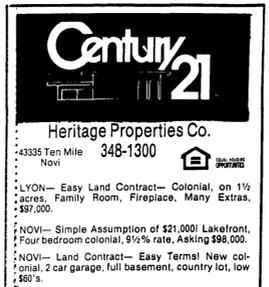 Century 21
Heritage Properties Co.
43335 Ten Mile
Novi
348-1300
EQUAL HOUSING
OPPORTUNITIES
LYON— Easy Land Contract— Colonial, on 1½
acres, Family Room, Fireplace, Many Extras,
$97,000.
NOVI— Simple Assumption of $21,000! Lakefront,
Four bedroom colonial, 9½% rate, Asking $98,000.
NOVI— Land Contract— Easy Terms! New col-
onial, 2 car garage, full basement, country lot, low
$60's.